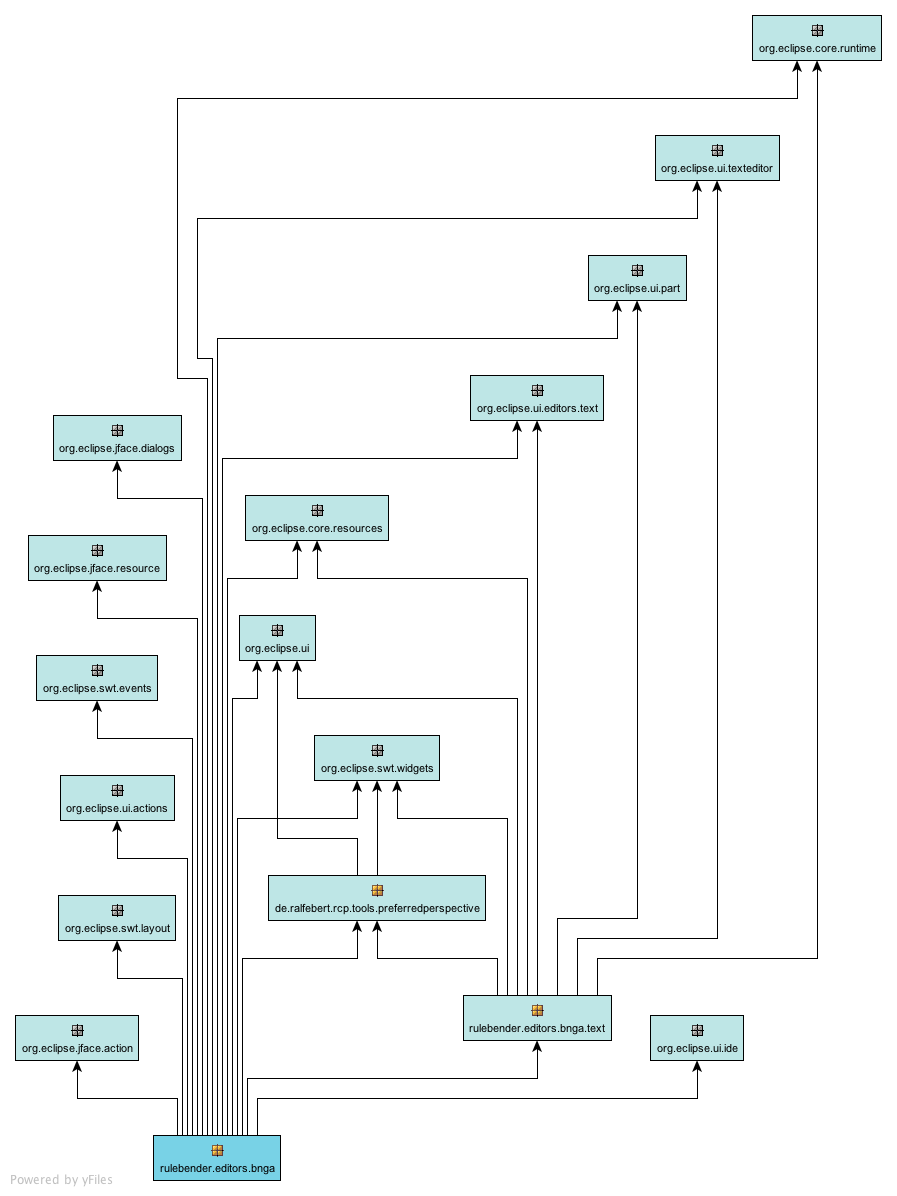 org.eclipse.core.runtime
org.eclipse.ui.texteditor
org.eclipse.ui.part
org.eclipse.ui.editors.text
org.eclipse.jface.dialogs
org.eclipse.core.resources
org.eclipse.jface.resource
org.eclipse.ui
org.eclipse.swt.events
org.eclipse.swt.widgets
org.eclipse.ui.actions
de.ralfebert.rcp.tools.preferredperspective
org.eclipse.swt.layout
rulebender.editors.bnga.text
org.eclipse.jface.action
org.eclipse.ui.ide
rulebender.editors.bnga
Powered by yFiles